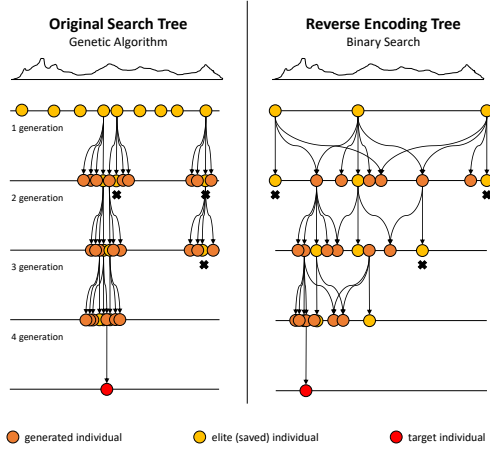 Original Search Tree
Genetic Algorithm
Reverse Encoding Tree
Binary Search
1 generation
2 generation
3 generation
4 generation
generated individual
elite (saved) individual
target individual